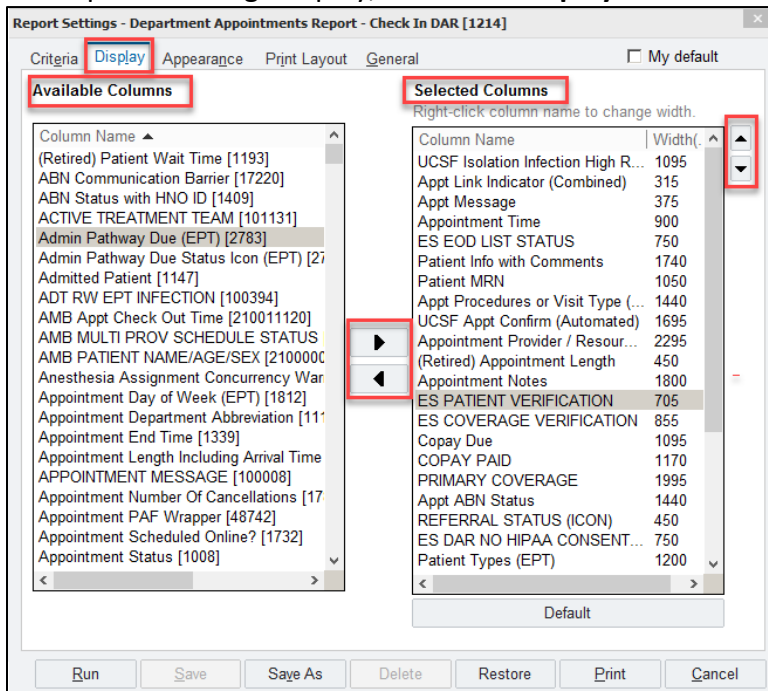 Report Settings - Department Appointments Report - Check In DAR [1214]
Criteria Display Appearance Print Layout General My default
Available Columns
Column Name
(Retired) Patient Wait Time [1193]
ABN Communication Barrier [17220]
ABN Status with HNO ID [1409]
ACTIVE TREATMENT TEAM [101131]
Admin Pathway Due (EPT) [2783]
Admin Pathway Due Status Icon (EPT) [27
Admitted Patient [1147]
ADT RW EPT INFECTION [100394]
AMB Appt Check Out Time [210011120]
AMB MULTI PROV SCHEDULE STATUS
AMB PATIENT NAME/AGE/SEX [2100000
Anesthesia Assignment Concurrency War
Appointment Day of Week (EPT) [1812]
Appointment Department Abbreviation [111
Appointment End Time [1339]
Appointment Length Including Arrival Time
APPOINTMENT MESSAGE [100008]
Appointment Number Of Cancellations [17
Appointment PAF Wrapper [48742]
Appointment Scheduled Online? [1732]
Appointment Status [1008]
Selected Columns
Right-click column name to change width.
Column Name Width(.
UCSF Isolation Infection High R... 1095
Appt Link Indicator (Combined) 315
Appt Message 375
Appointment Time 900
ES EOD LIST STATUS 750
Patient Info with Comments 1740
Patient MRN 1050
Appt Procedures or Visit Type (... 1440
UCSF Appt Confirm (Automated) 1695
Appointment Provider / Resour... 2295
(Retired) Appointment Length 450
Appointment Notes 1800
ES PATIENT VERIFICATION 705
ES COVERAGE VERIFICATION 855
Copay Due 1095
COPAY PAID 1170
PRIMARY COVERAGE 1995
Appt ABN Status 1440
REFERRAL STATUS (ICON) 450
ES DAR NO HIPAA CONSENT... 750
Patient Types (EPT) 1200
Default
Run Save Save As Delete Restore Print Cancel